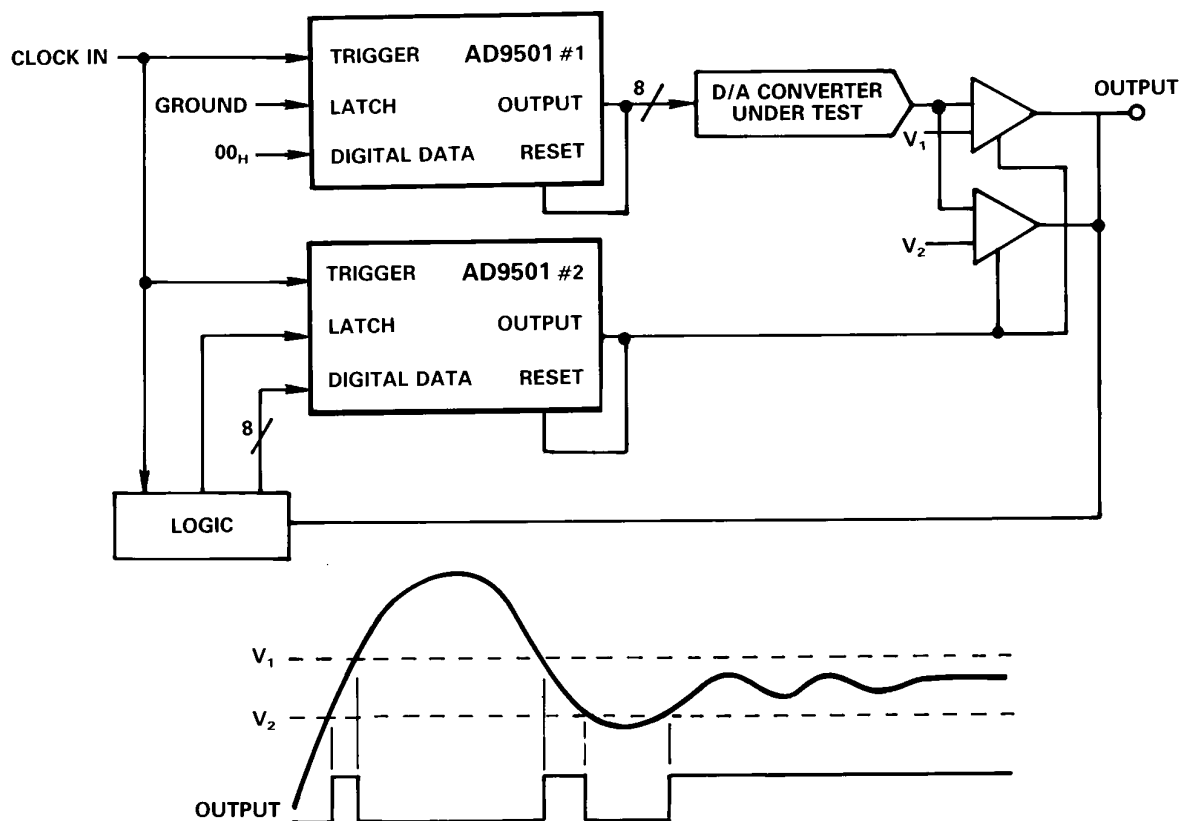 CLOCK IN
TRIGGER AD9501 #1
GROUND
LATCH
OUTPUT
00H
DIGITAL DATA RESET
8
D/A CONVERTER
UNDER TEST
OUTPUT
V1
V2
TRIGGER AD9501 #2
LATCH
OUTPUT
DIGITAL DATA RESET
8
LOGIC
V1
V2
OUTPUT